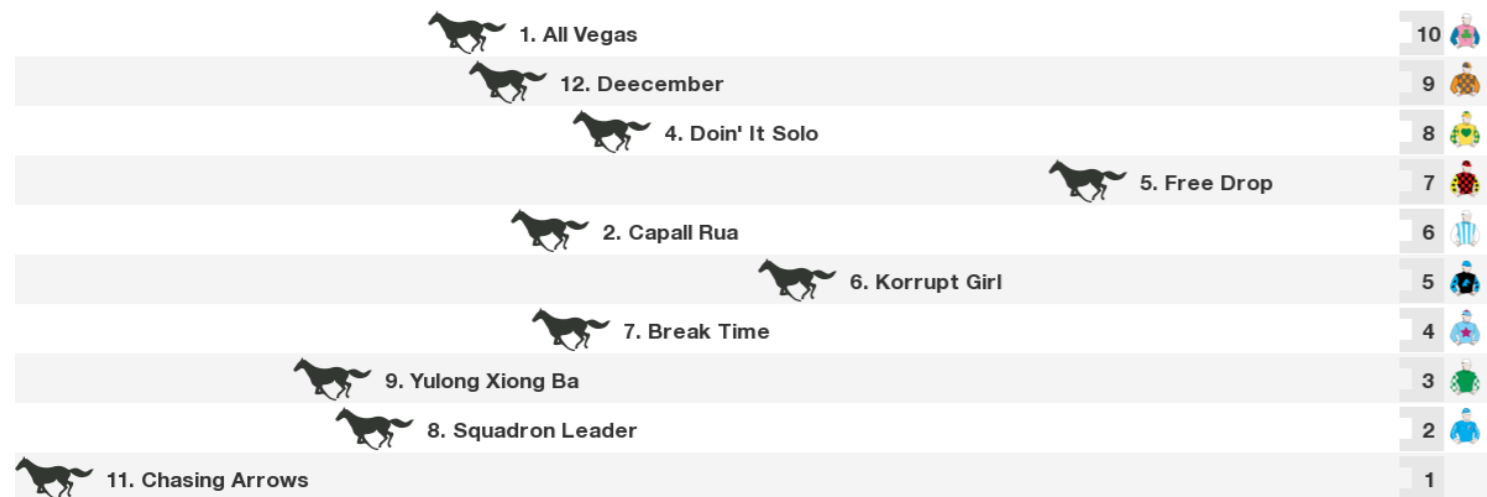 1. All Vegas 10
12. Deecember 9
4. Doin' It Solo 8
5. Free Drop 7
2. Capall Rua 6
6. Korrupt Girl 5
7. Break Time 4
9. Yulong Xiong Ba 3
8. Squadron Leader 2
11. Chasing Arrows 1